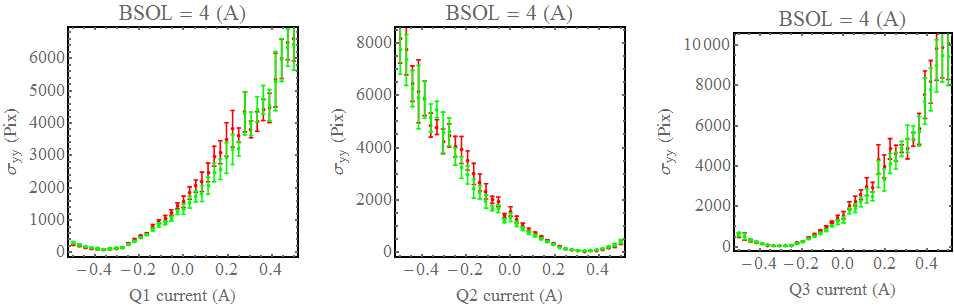 BSOL = 4 (A)
σyy (Pix)
6000
5000
4000
3000
2000
1000
0
−0.4 −0.2 0.0 0.2 0.4
Q1 current (A)
BSOL = 4 (A)
σyy (Pix)
8000
6000
4000
2000
0
−0.4 −0.2 0.0 0.2 0.4
Q2 current (A)
BSOL = 4 (A)
σyy (Pix)
10000
8000
6000
4000
2000
0
−0.4 −0.2 0.0 0.2 0.4
Q3 current (A)